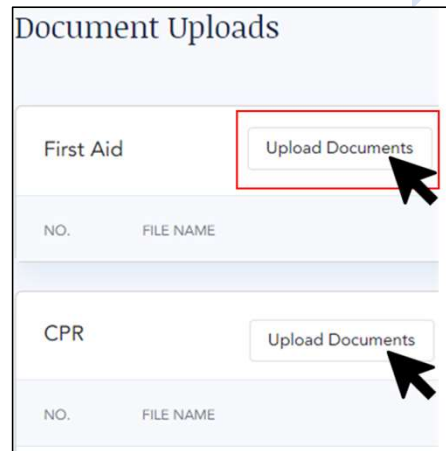 Document Uploads
First Aid Upload Documents
NO. FILE NAME
CPR Upload Documents
NO. FILE NAME